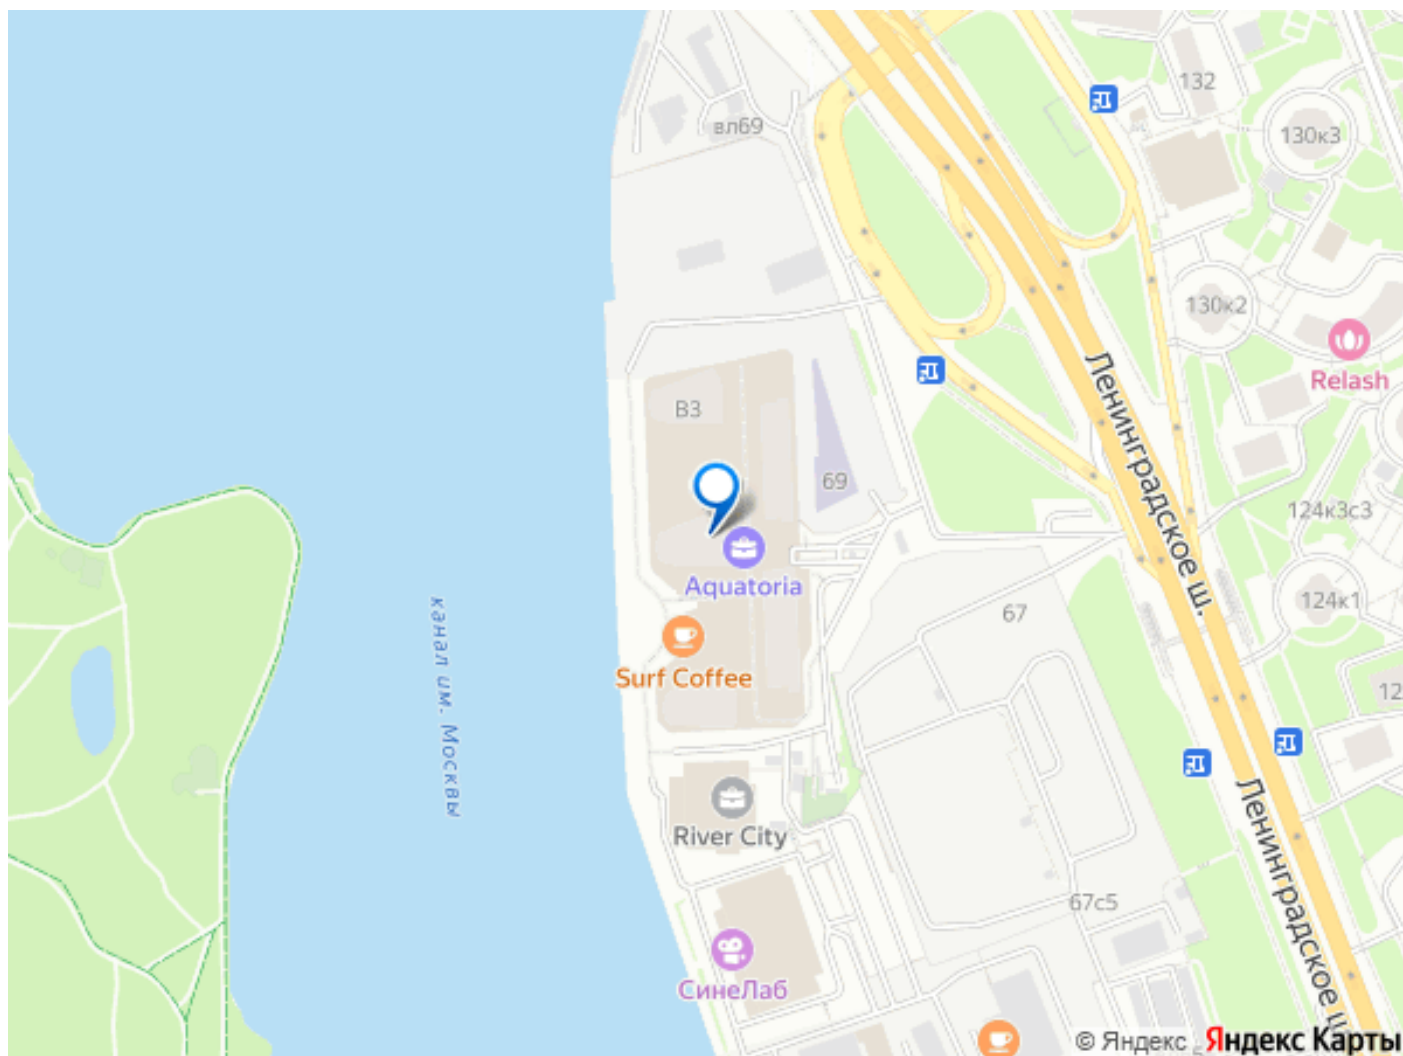 132
вл69
130к3
130к2
Relash
Ленинградское ш.
В3
69
124к3с3
Aquatoria
124к1
67
канал им. Москвы
Surf Coffee
12
River City
Ленинградское ш
67с5
СинеЛаб
© Яндекс Яндекс Карты